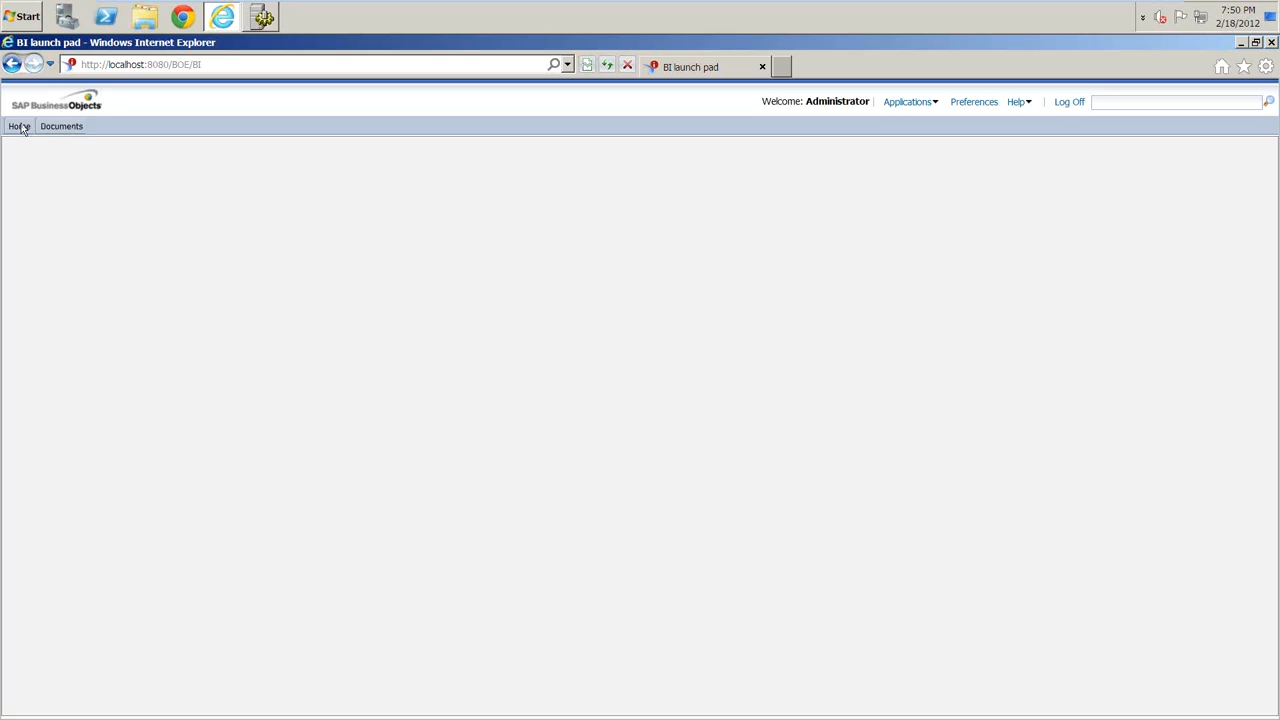 Start
7:50 PM
2/18/2012
BI launch pad - Windows Internet Explorer
http://localhost:8080/BOE/BI
BI launch pad
SAP BusinessObjects
Welcome: Administrator
Applications
Preferences
Help
Log Off
Home
Documents